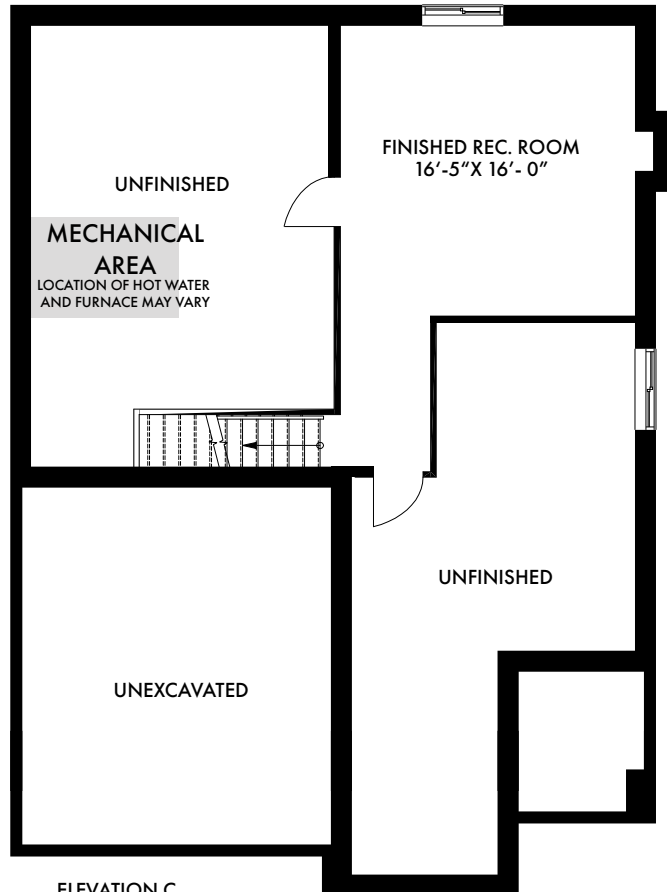 FINISHED REC. ROOM
16'-5"X 16'- 0"
UNFINISHED
MECHANICAL
AREA
LOCATION OF HOT WATER
AND FURNACE MAY VARY
UNFINISHED
UNEXCAVATED
ELEVATION C